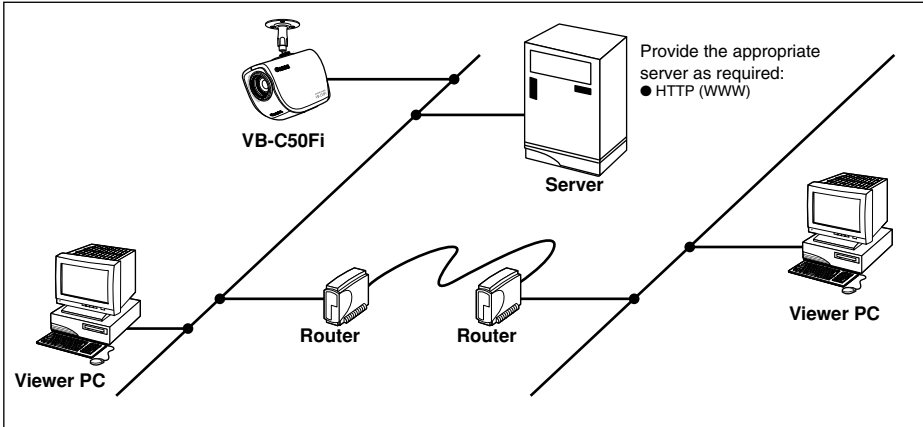 VB-C50Fi
Provide the appropriate
server as required:
● HTTP (WWW)
Server
Router
Router
Viewer PC
Viewer PC